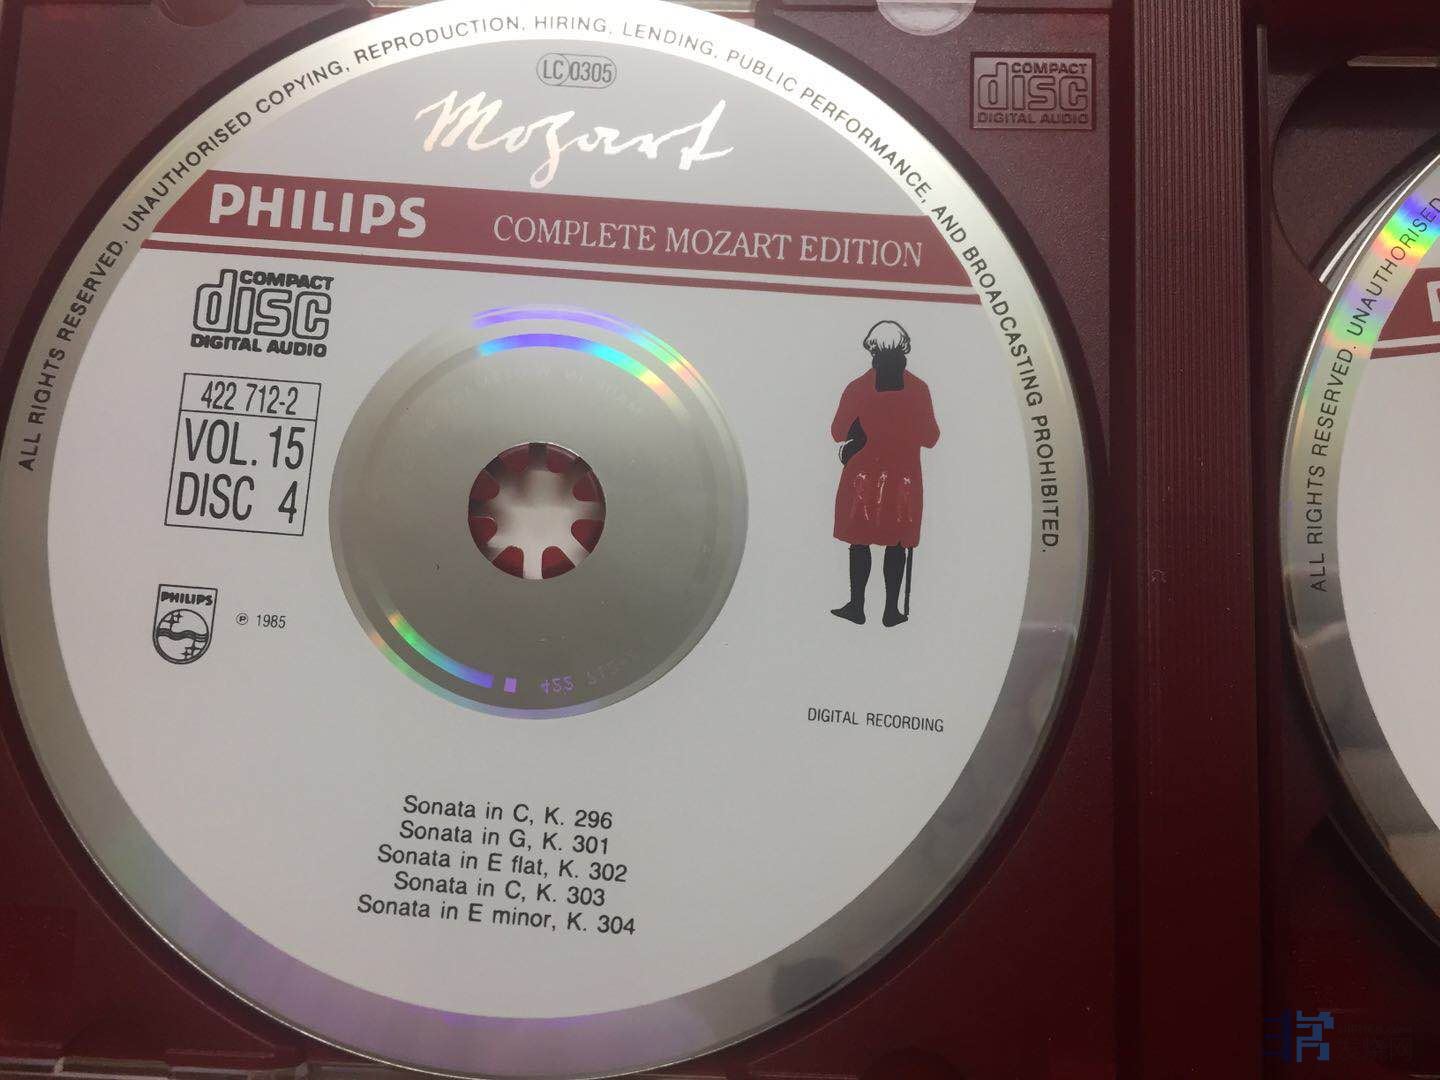 ALL RIGHTS RESERVED. UNAUTHORISED COPYING, REPRODUCTION, HIRING, LENDING, PUBLIC PERFORMANCE, AND BROADCASTING PROHIBITED.
LC 0305
Mozart
PHILIPS COMPLETE MOZART EDITION
COMPACT
disc
DIGITAL AUDIO
422 712-2
VOL. 15
DISC 4
PHILIPS
℗ 1985
DIGITAL RECORDING
Sonata in C, K. 296
Sonata in G, K. 301
Sonata in E flat, K. 302
Sonata in C, K. 303
Sonata in E minor, K. 304
COMPACT
disc
DIGITAL AUDIO
ALL RIGHTS RESERVED. UNAUTHORISED